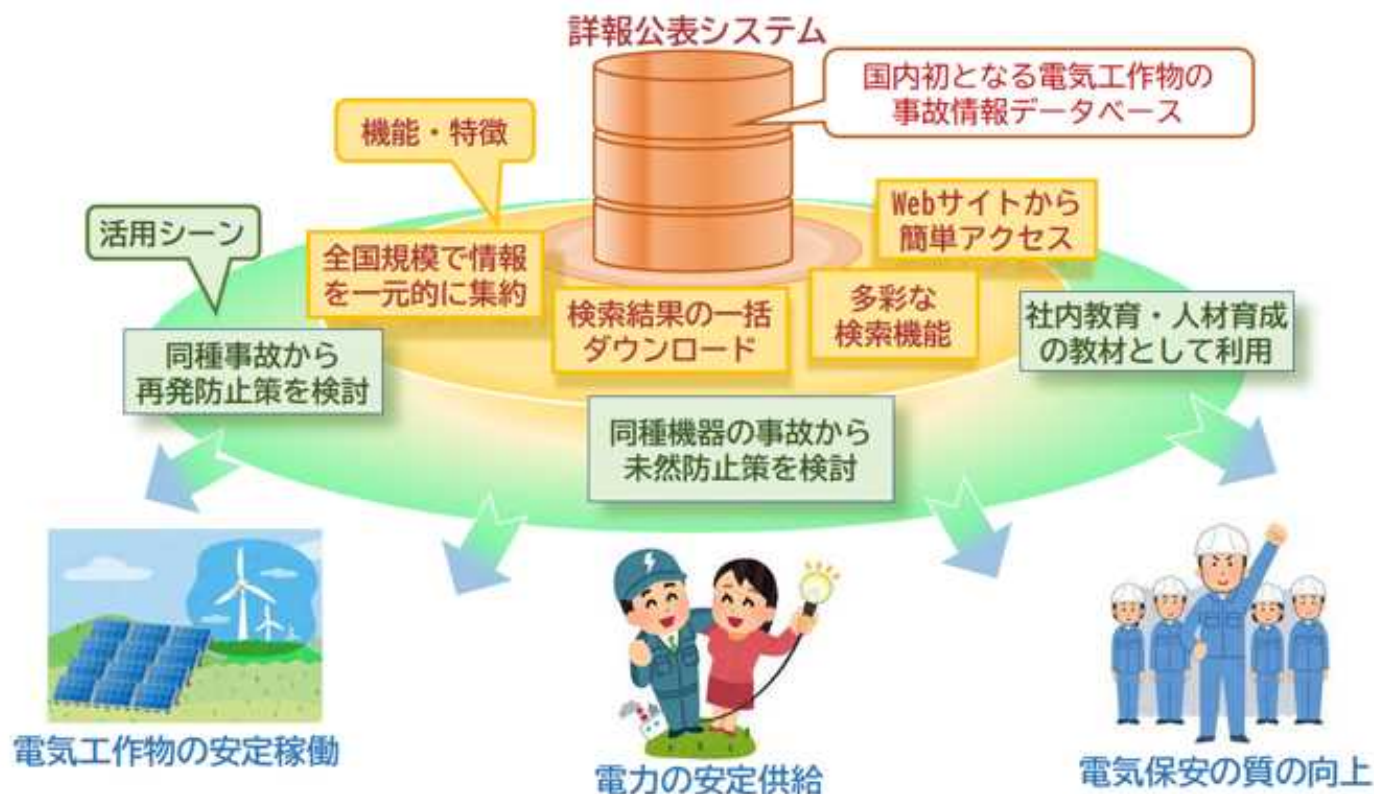 詳報公表システム
国内初となる電気工作物の
事故情報データベース
機能・特徴
Webサイトから
簡単アクセス
活用シーン
全国規模で情報
を一元的に集約
検索結果の一括
ダウンロード
多彩な
検索機能
社内教育・人材育成
の教材として利用
同種事故から
再発防止策を検討
同種機器の事故から
未然防止策を検討
電気工作物の安定稼働
電力の安定供給
電気保安の質の向上